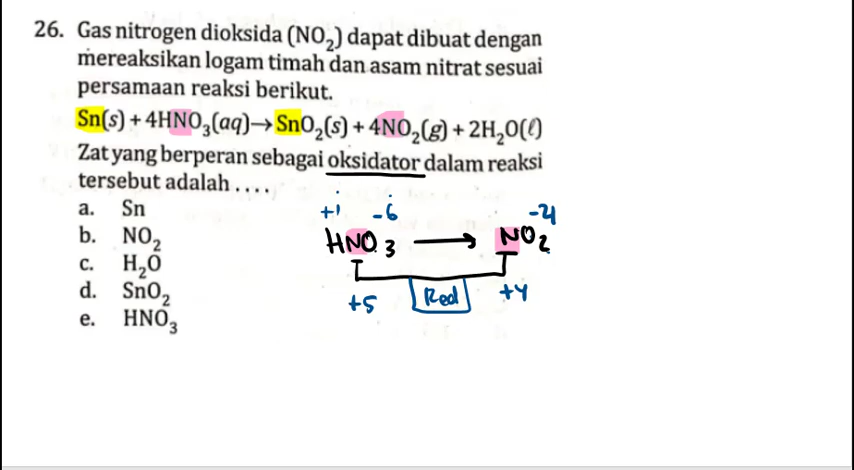 26. Gas nitrogen dioksida (NO₂) dapat dibuat dengan
mereaksikan logam timah dan asam nitrat sesuai
persamaan reaksi berikut.
Sn(s) + 4HNO₃(aq)→ SnO₂(s) + 4NO₂(g) + 2H₂O(ℓ)
Zat yang berperan sebagai oksidator dalam reaksi
tersebut adalah ....
a. Sn
b. NO₂
c. H₂O
d. SnO₂
e. HNO₃
+1 -6 -4
HNO₃ → NO₂
+5 Red +4